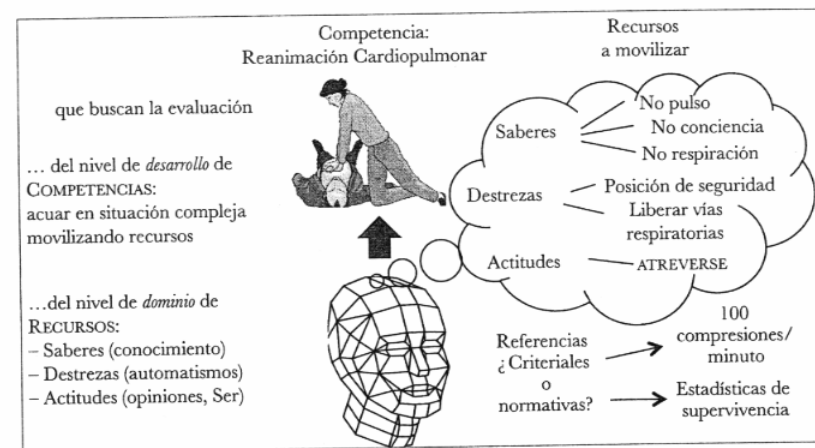 Competencia:
Reanimación Cardiopulmonar
Recursos
a movilizar
que buscan la evaluación
… del nivel de desarrollo de
COMPETENCIAS:
acuar en situación compleja
movilizando recursos
…del nivel de dominio de
RECURSOS:
– Saberes (conocimiento)
– Destrezas (automatismos)
– Actitudes (opiniones, Ser)
Saberes
No pulso
No conciencia
No respiración
Destrezas
Posición de seguridad
Liberar vías
respiratorias
Actitudes
ATREVERSE
Referencias
¿Criteriales
o
normativas?
100
compresiones/
minuto
Estadísticas de
supervivencia